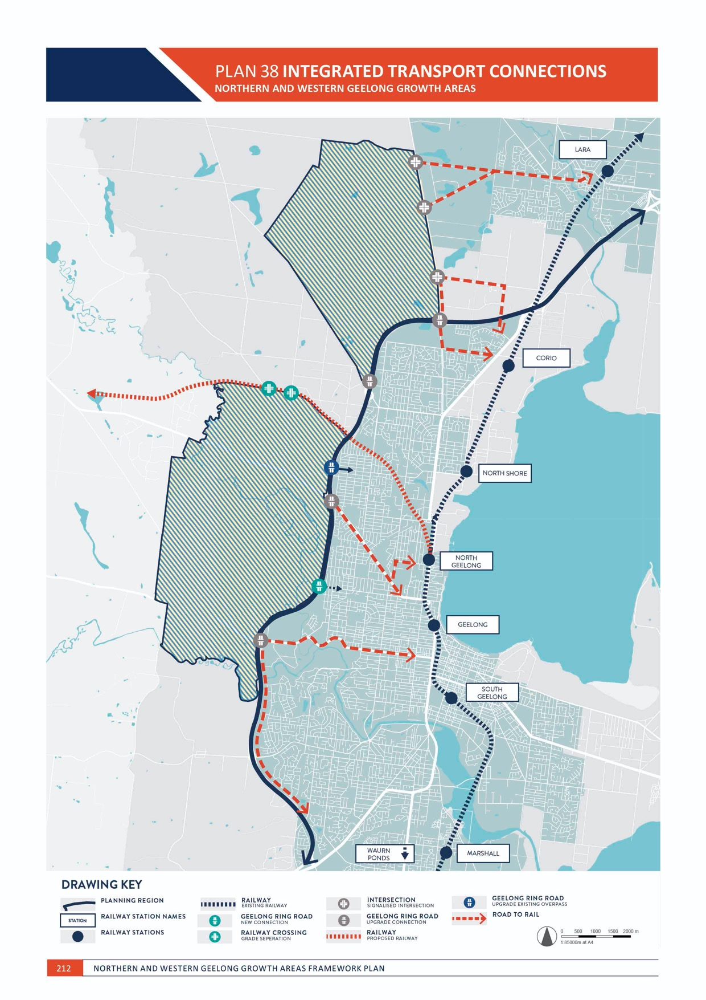 PLAN 38 INTEGRATED TRANSPORT CONNECTIONS
NORTHERN AND WESTERN GEELONG GROWTH AREAS
LARA
CORIO
NORTH SHORE
NORTH
GEELONG
GEELONG
SOUTH
GEELONG
WAURN
PONDS
MARSHALL
DRAWING KEY
PLANNING REGION
STATION
RAILWAY STATION NAMES
RAILWAY STATIONS
RAILWAY
EXISTING RAILWAY
GEELONG RING ROAD
NEW CONNECTION
RAILWAY CROSSING
GRADE SEPERATION
INTERSECTION
SIGNALISED INTERSECTION
GEELONG RING ROAD
UPGRADE CONNECTION
RAILWAY
PROPOSED RAILWAY
GEELONG RING ROAD
UPGRADE EXISTING OVERPASS
ROAD TO RAIL
0 500 1000 1500 2000 m
1:85000m at A4
212 NORTHERN AND WESTERN GEELONG GROWTH AREAS FRAMEWORK PLAN